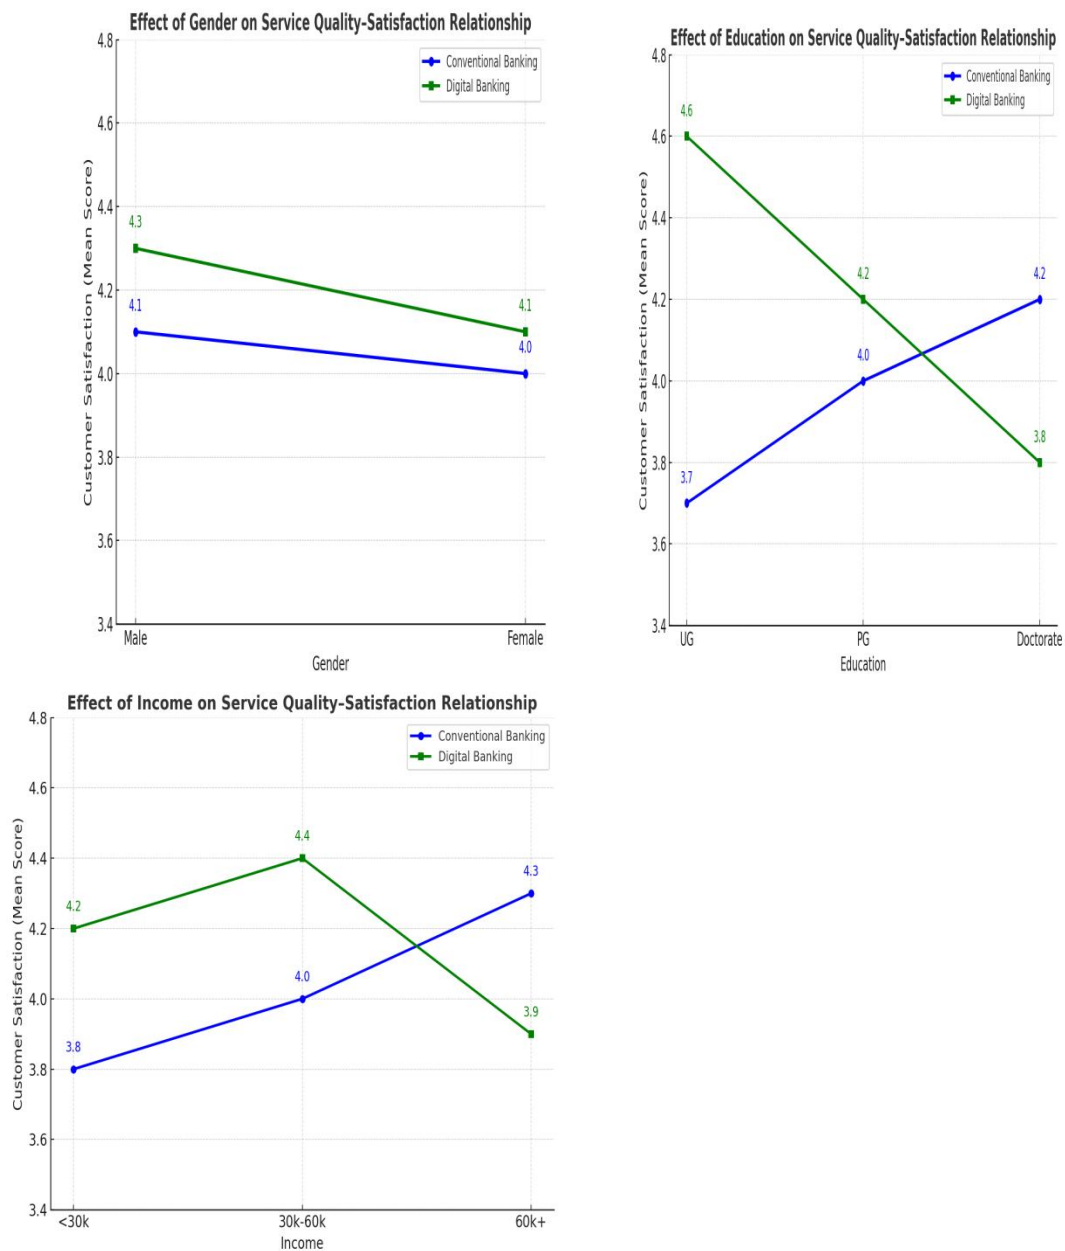 Effect of Gender on Service Quality–Satisfaction Relationship
Customer Satisfaction (Mean Score)
4.8
4.6
4.4
4.2
4.0
3.8
3.6
3.4
Conventional Banking
Digital Banking
4.3
4.1
4.1
4.0
Male
Female
Gender
Effect of Education on Service Quality–Satisfaction Relationship
Customer Satisfaction (Mean Score)
4.8
4.6
4.4
4.2
4.0
3.8
3.6
3.4
Conventional Banking
Digital Banking
4.6
4.2
4.2
4.0
3.8
3.7
UG
PG
Doctorate
Education
Effect of Income on Service Quality–Satisfaction Relationship
Customer Satisfaction (Mean Score)
4.8
4.6
4.4
4.2
4.0
3.8
3.6
3.4
Conventional Banking
Digital Banking
4.4
4.3
4.2
4.0
3.9
3.8
<30k
30k-60k
60k+
Income